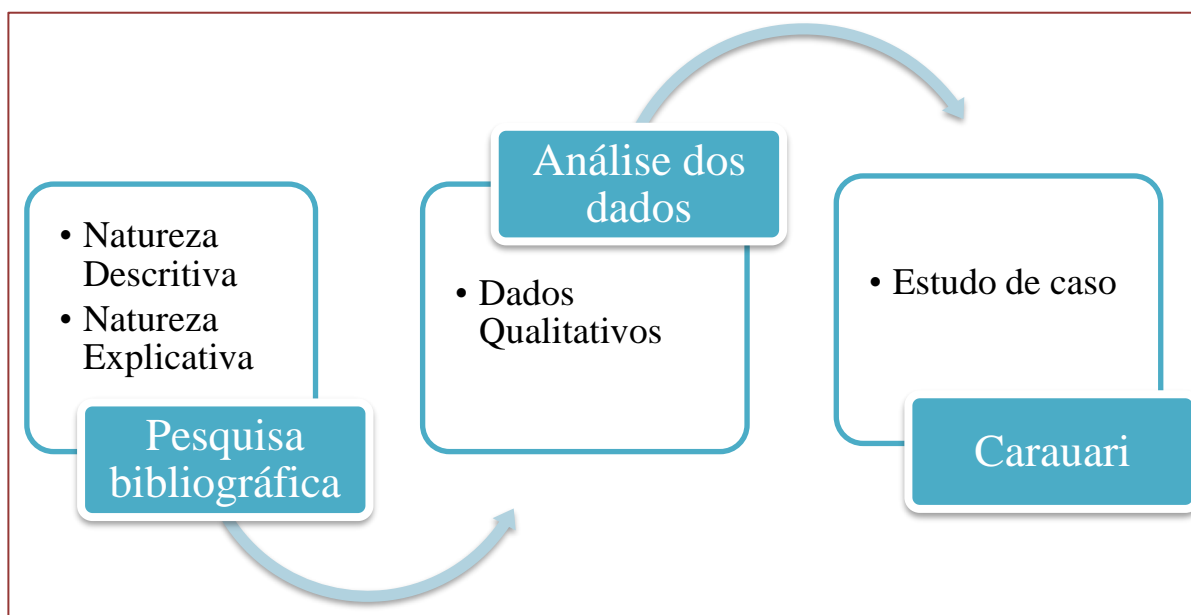 • Natureza
Descritiva
• Natureza
Explicativa
Pesquisa
bibliográfica
Análise dos
dados
• Dados
Qualitativos
• Estudo de caso
Carauari